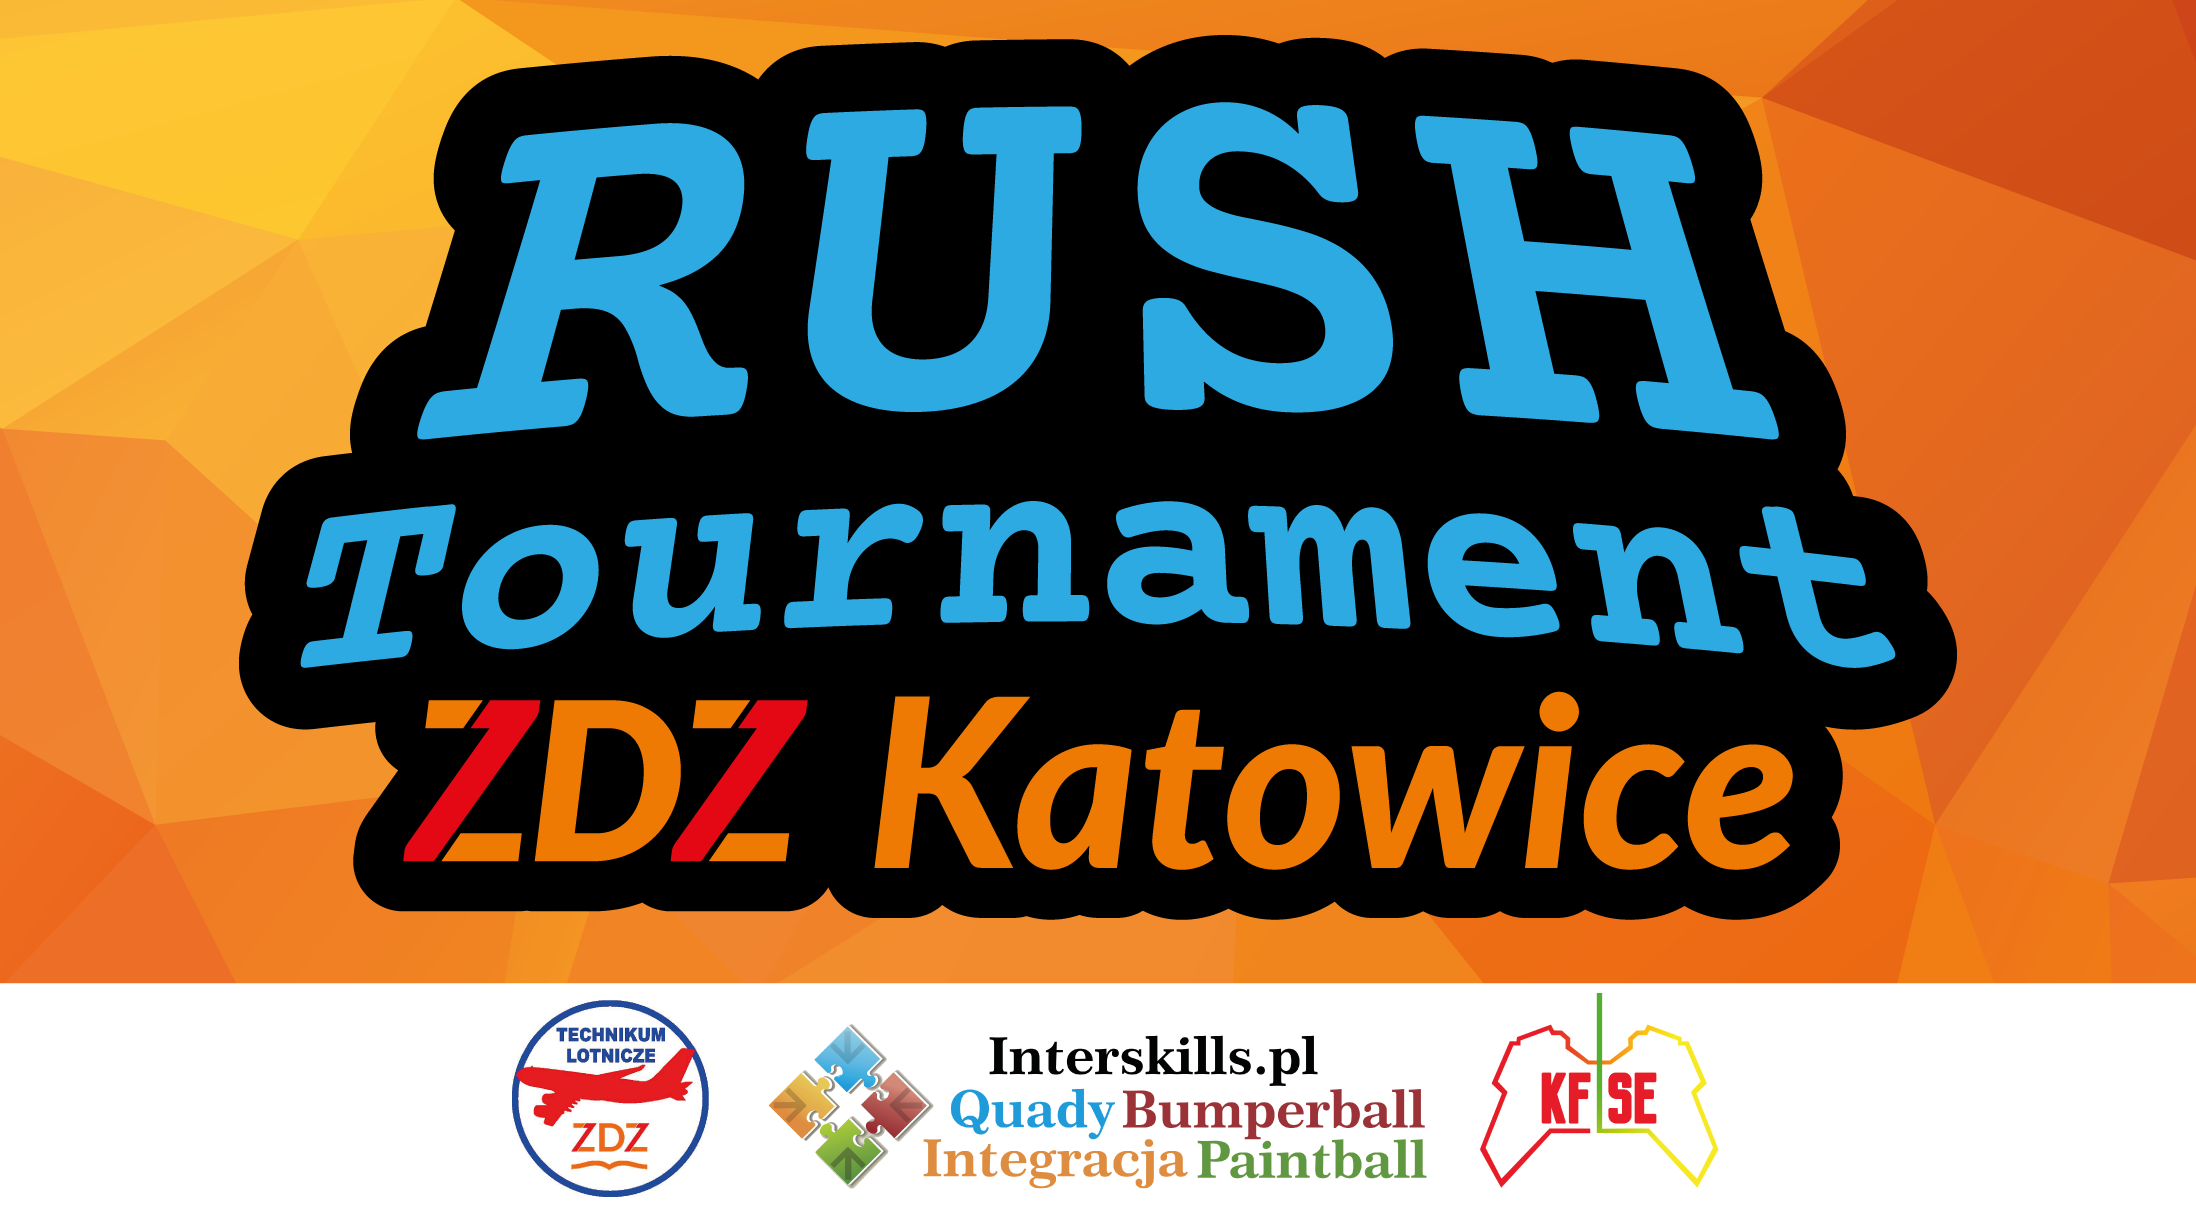 RUSH
Tournament
ZDZ Katowice
TECHNIKUM
LOTNICZE
ZDZ
Interskills.pl
Quady Bumperball
Integracja Paintball
KF SE